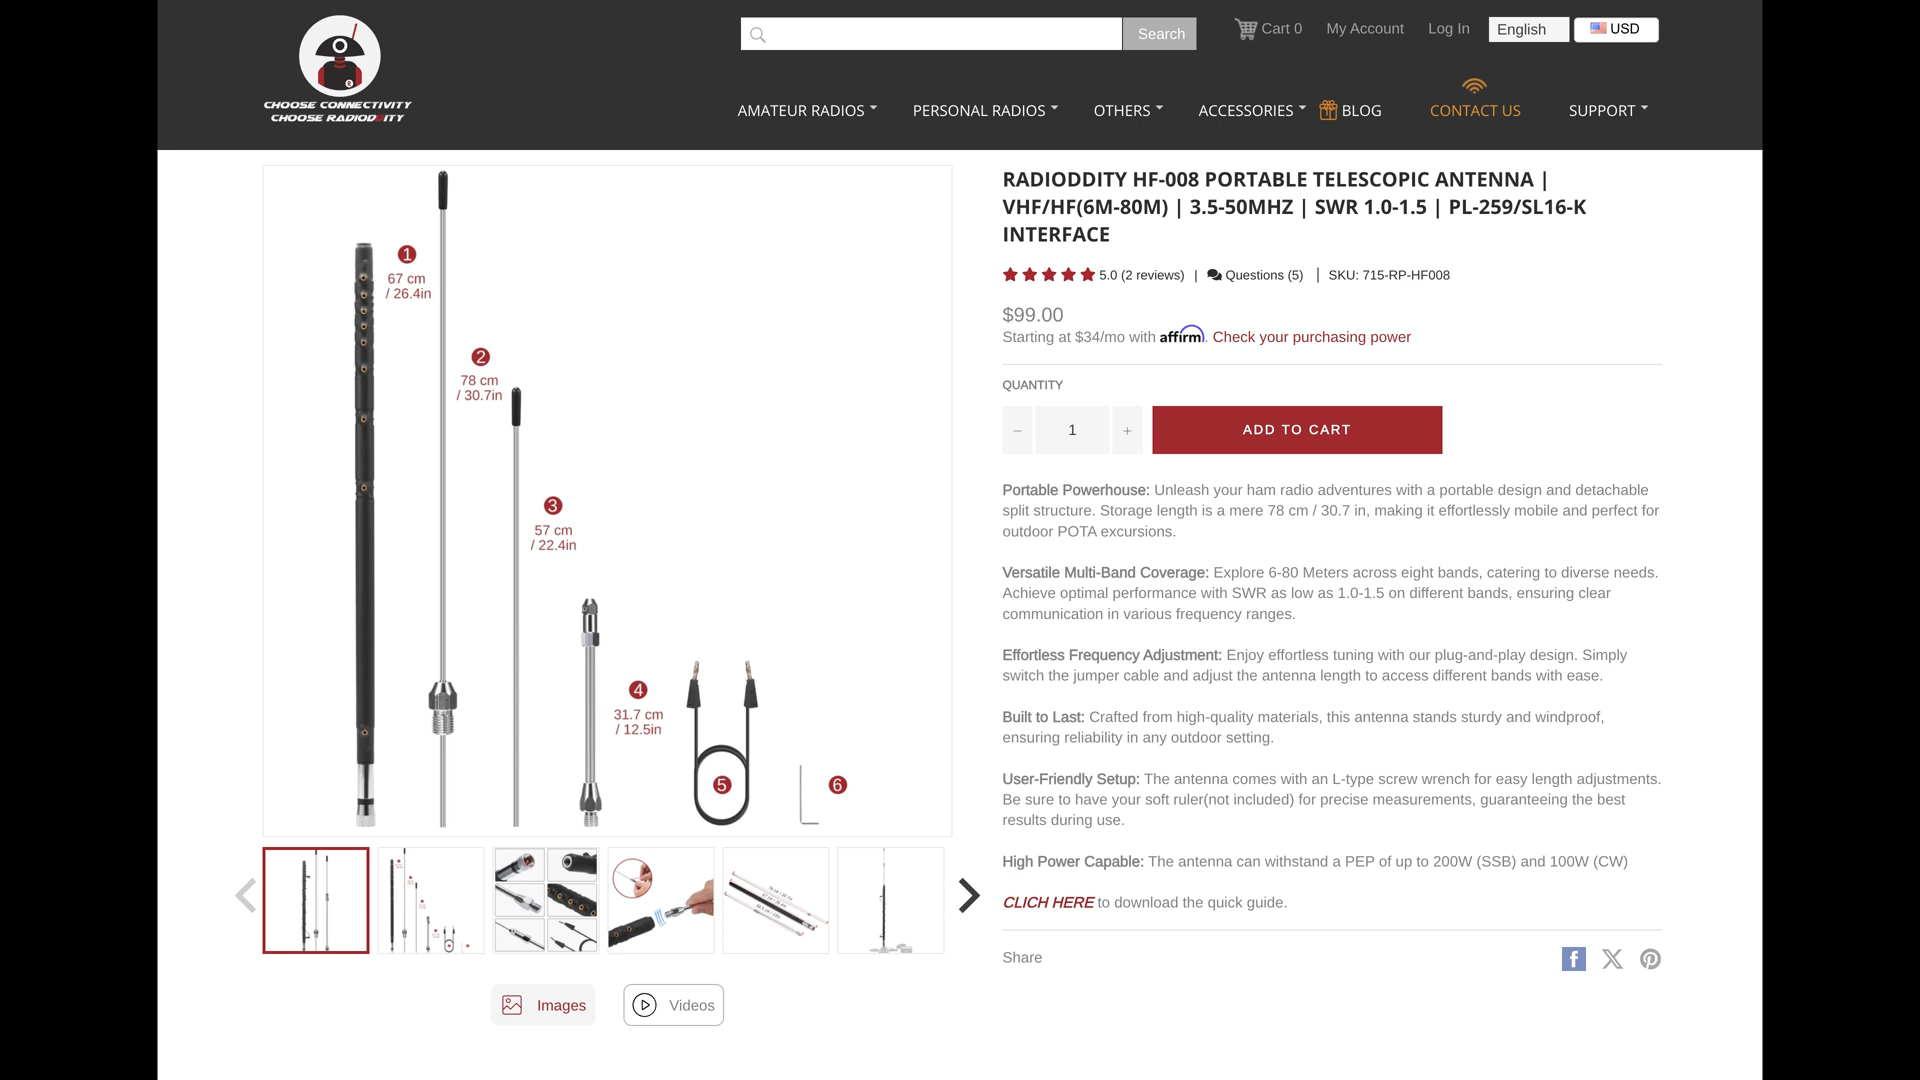 CHOOSE CONNECTIVITY
CHOOSE RADIODDITY
Search
Cart 0
My Account
Log In
English
USD
AMATEUR RADIOS
PERSONAL RADIOS
OTHERS
ACCESSORIES
BLOG
CONTACT US
SUPPORT
1
67 cm
/ 26.4in
2
78 cm
/ 30.7in
3
57 cm
/ 22.4in
4
31.7 cm
/ 12.5in
5
6
Images
Videos
RADIODDITY HF-008 PORTABLE TELESCOPIC ANTENNA |
VHF/HF(6M-80M) | 3.5-50MHZ | SWR 1.0-1.5 | PL-259/SL16-K
INTERFACE
5.0 (2 reviews) | Questions (5) | SKU: 715-RP-HF008
$99.00
Starting at $34/mo with affirm. Check your purchasing power
QUANTITY
− 1 + ADD TO CART
Portable Powerhouse: Unleash your ham radio adventures with a portable design and detachable
split structure. Storage length is a mere 78 cm / 30.7 in, making it effortlessly mobile and perfect for
outdoor POTA excursions.
Versatile Multi-Band Coverage: Explore 6-80 Meters across eight bands, catering to diverse needs.
Achieve optimal performance with SWR as low as 1.0-1.5 on different bands, ensuring clear
communication in various frequency ranges.
Effortless Frequency Adjustment: Enjoy effortless tuning with our plug-and-play design. Simply
switch the jumper cable and adjust the antenna length to access different bands with ease.
Built to Last: Crafted from high-quality materials, this antenna stands sturdy and windproof,
ensuring reliability in any outdoor setting.
User-Friendly Setup: The antenna comes with an L-type screw wrench for easy length adjustments.
Be sure to have your soft ruler(not included) for precise measurements, guaranteeing the best
results during use.
High Power Capable: The antenna can withstand a PEP of up to 200W (SSB) and 100W (CW)
CLICH HERE to download the quick guide.
Share